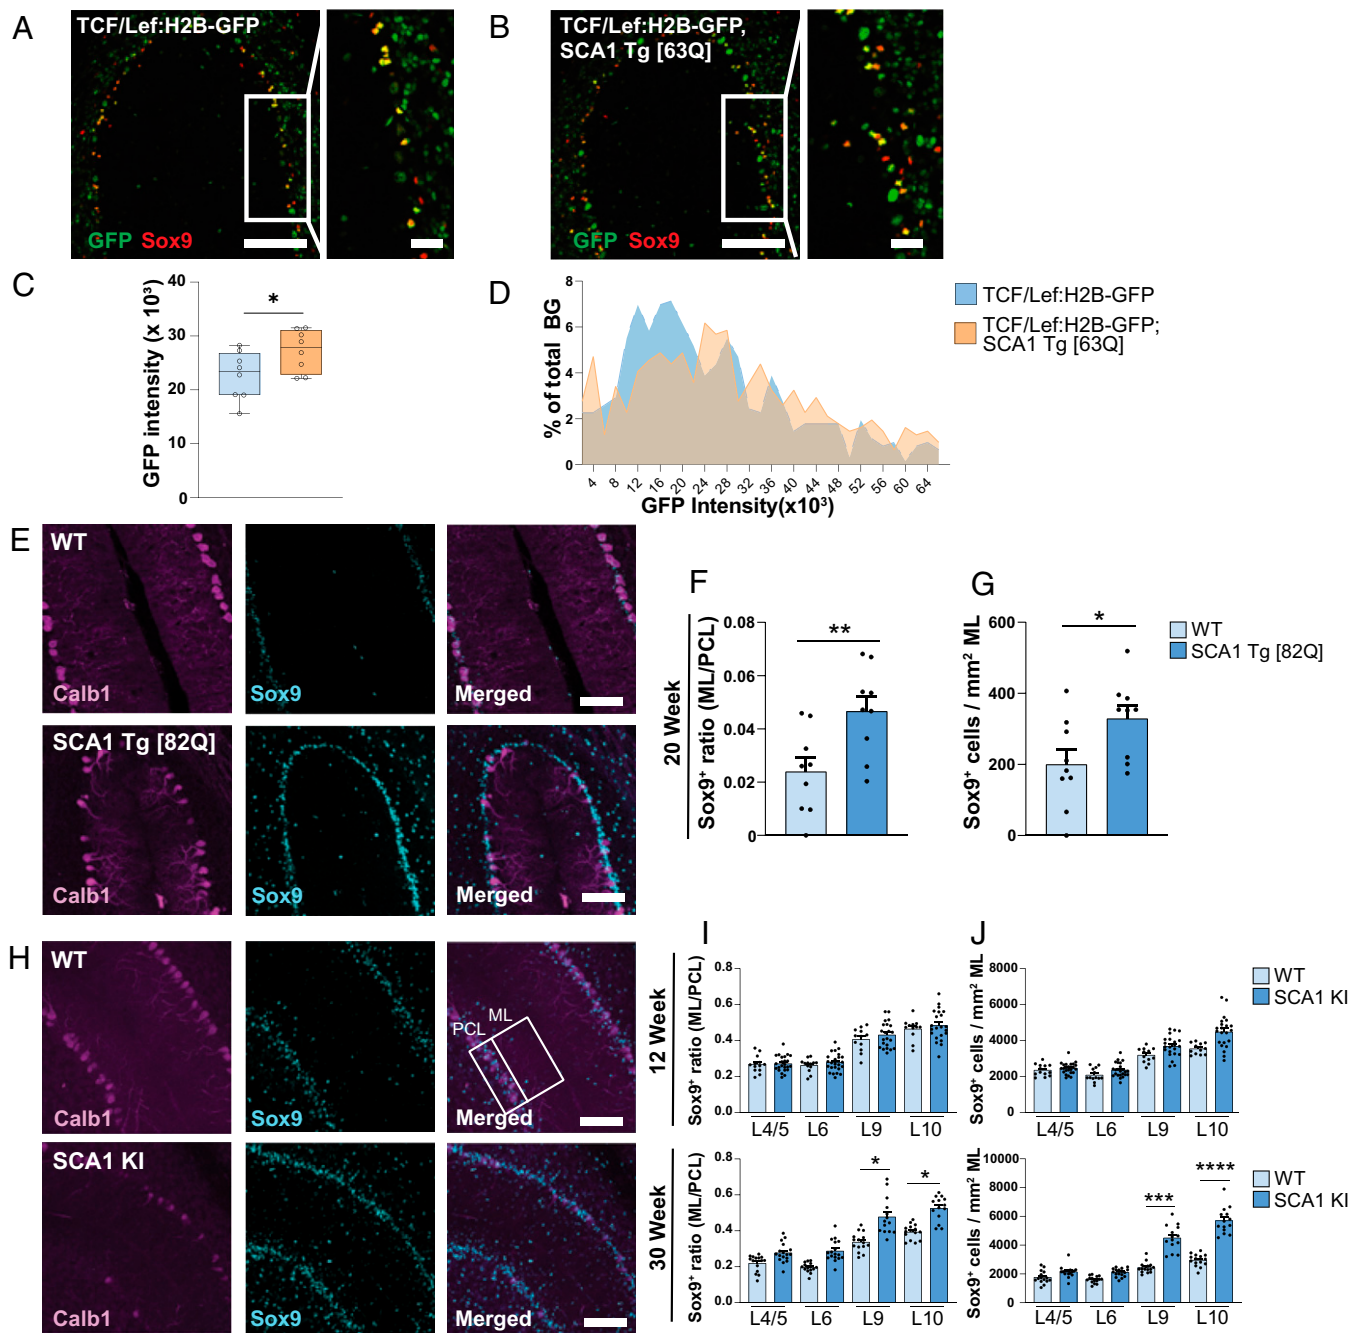 A
TCF/Lef:H2B-GFP
GFP Sox9
B
TCF/Lef:H2B-GFP,
SCA1 Tg [63Q]
GFP Sox9
C
GFP intensity (x 10³)
40
30
20
10
0
*
D
% of total BG
8
6
4
2
0
4 8 12 16 20 24 28 32 36 40 44 48 52 56 60 64
GFP Intensity(x10³)
TCF/Lef:H2B-GFP
TCF/Lef:H2B-GFP;
SCA1 Tg [63Q]
E
WT
Calb1
Sox9
Merged
SCA1 Tg [82Q]
Calb1
Sox9
Merged
F
20 Week
Sox9⁺ ratio (ML/PCL)
0.08
0.06
0.04
0.02
0
**
G
Sox9⁺ cells / mm² ML
600
400
200
0
*
WT
SCA1 Tg [82Q]
H
WT
Calb1
Sox9
PCL
ML
Merged
SCA1 KI
Calb1
Sox9
Merged
I
12 Week
Sox9⁺ ratio (ML/PCL)
0.8
0.6
0.4
0.2
0.0
L4/5 L6 L9 L10
J
Sox9⁺ cells / mm² ML
8000
6000
4000
2000
0
L4/5 L6 L9 L10
WT
SCA1 KI
30 Week
Sox9⁺ ratio (ML/PCL)
0.8
0.6
0.4
0.2
0.0
* *
L4/5 L6 L9 L10
Sox9⁺ cells / mm² ML
10000
8000
6000
4000
2000
0
*** ****
L4/5 L6 L9 L10
WT
SCA1 KI